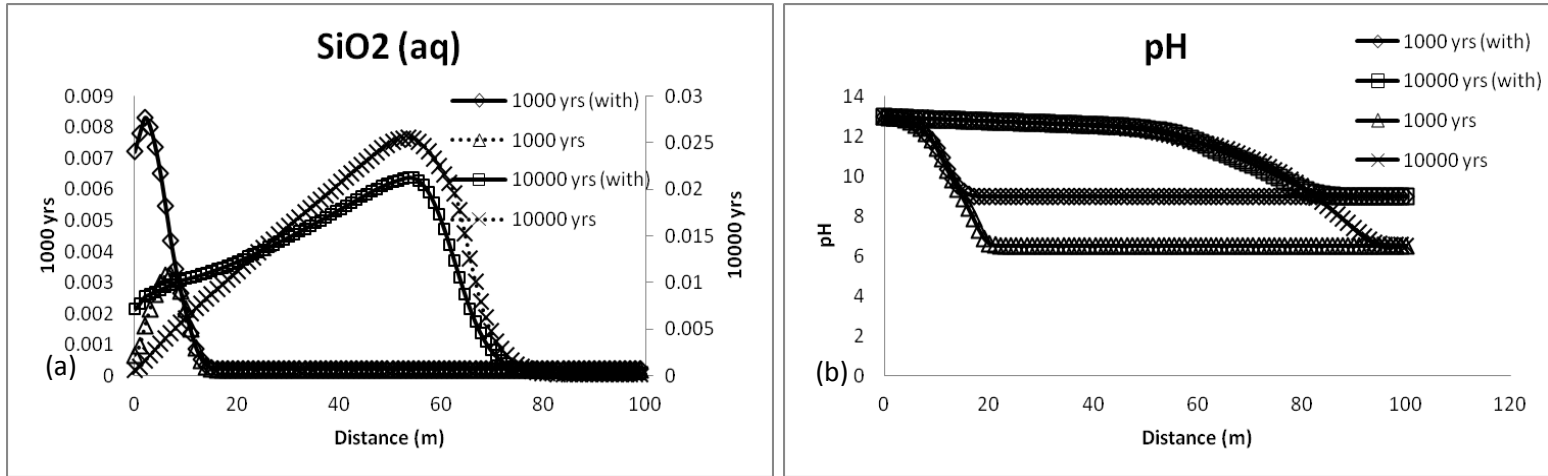 SiO2 (aq)
1000 yrs (with)
1000 yrs
10000 yrs (with)
10000 yrs
0.009
0.008
0.007
0.006
0.005
0.004
0.003
0.002
0.001
0
1000 yrs
0.03
0.025
0.02
0.015
0.01
0.005
0
10000 yrs
(a)
0 20 40 60 80 100
Distance (m)
pH
1000 yrs (with)
10000 yrs (with)
1000 yrs
10000 yrs
14
12
10
8
6
4
2
0
pH
(b)
0 20 40 60 80 100 120
Distance (m)